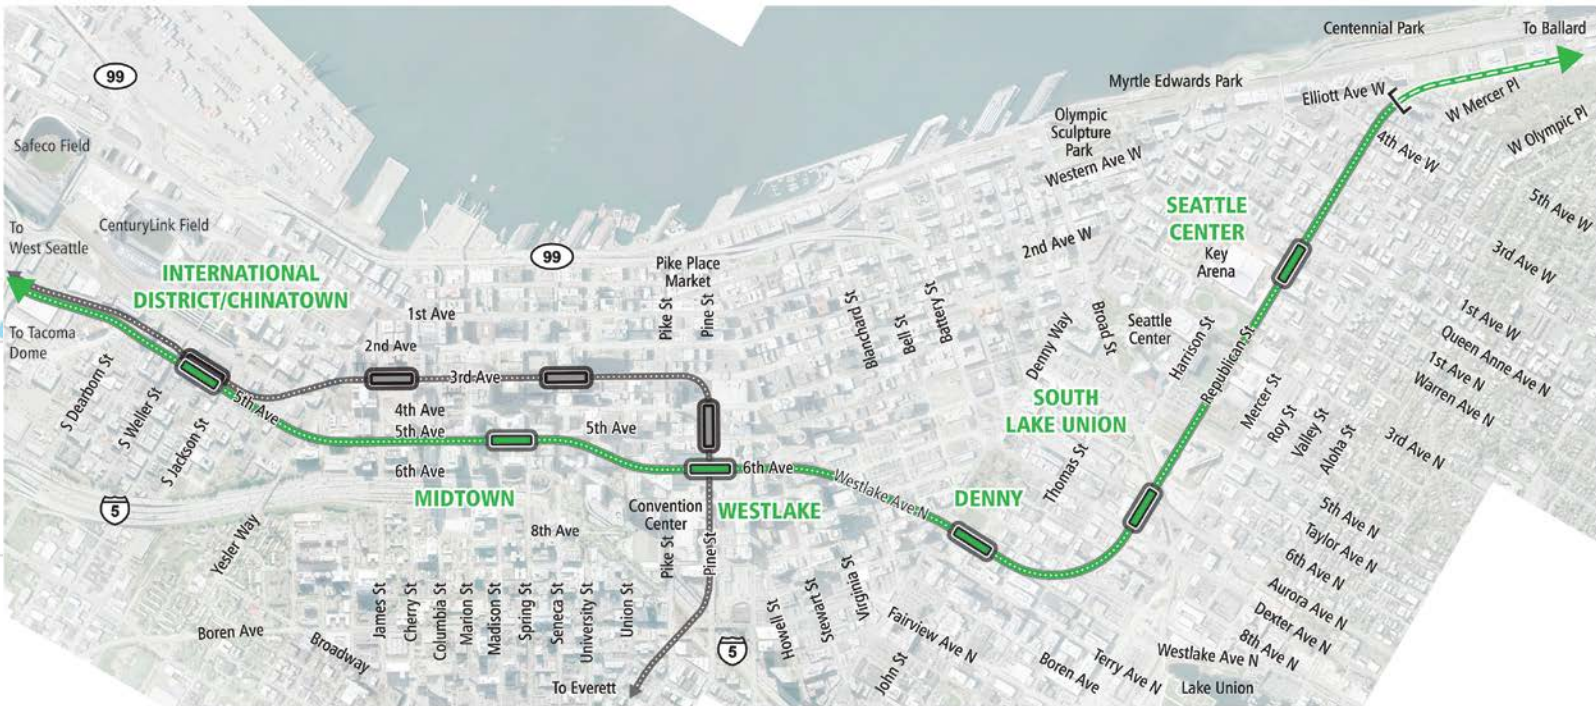 Centennial Park
To Ballard
99
Myrtle Edwards Park
Elliott Ave W
W Mercer Pl
W Olympic Pl
Olympic
Sculpture
Park
Safeco Field
4th Ave W
Western Ave W
5th Ave W
SEATTLE
CENTER
To
West Seattle
CenturyLink Field
2nd Ave W
3rd Ave W
99
Key
Arena
INTERNATIONAL
DISTRICT/CHINATOWN
Pike Place
Market
1st Ave
Pike St
Pine St
Blanchard St
Bell St
Battery St
Denny Way
Broad St
Seattle
Center
Harrison St
Republican St
1st Ave W
Queen Anne Ave N
1st Ave N
Warren Ave N
3rd Ave N
To Tacoma
Dome
2nd Ave
3rd Ave
S Dearborn St
S Weller St
S Jackson St
5th Ave
4th Ave
5th Ave
5th Ave
6th Ave
SOUTH
LAKE UNION
Mercer St
Roy St
Valley St
Aloha St
6th Ave
Westlake Ave N
Thomas St
MIDTOWN
WESTLAKE
DENNY
5
Convention
Center
8th Ave
Pike St
Pine St
Yesler Way
5th Ave N
Taylor Ave N
6th Ave N
Aurora Ave N
Dexter Ave N
8th Ave N
Westlake Ave N
Boren Ave
Broadway
James St
Cherry St
Columbia St
Marion St
Madison St
Spring St
Seneca St
University St
Union St
Howell St
Stewart St
Virginia St
Fairview Ave N
John St
Boren Ave
Terry Ave N
Lake Union
5
To Everett